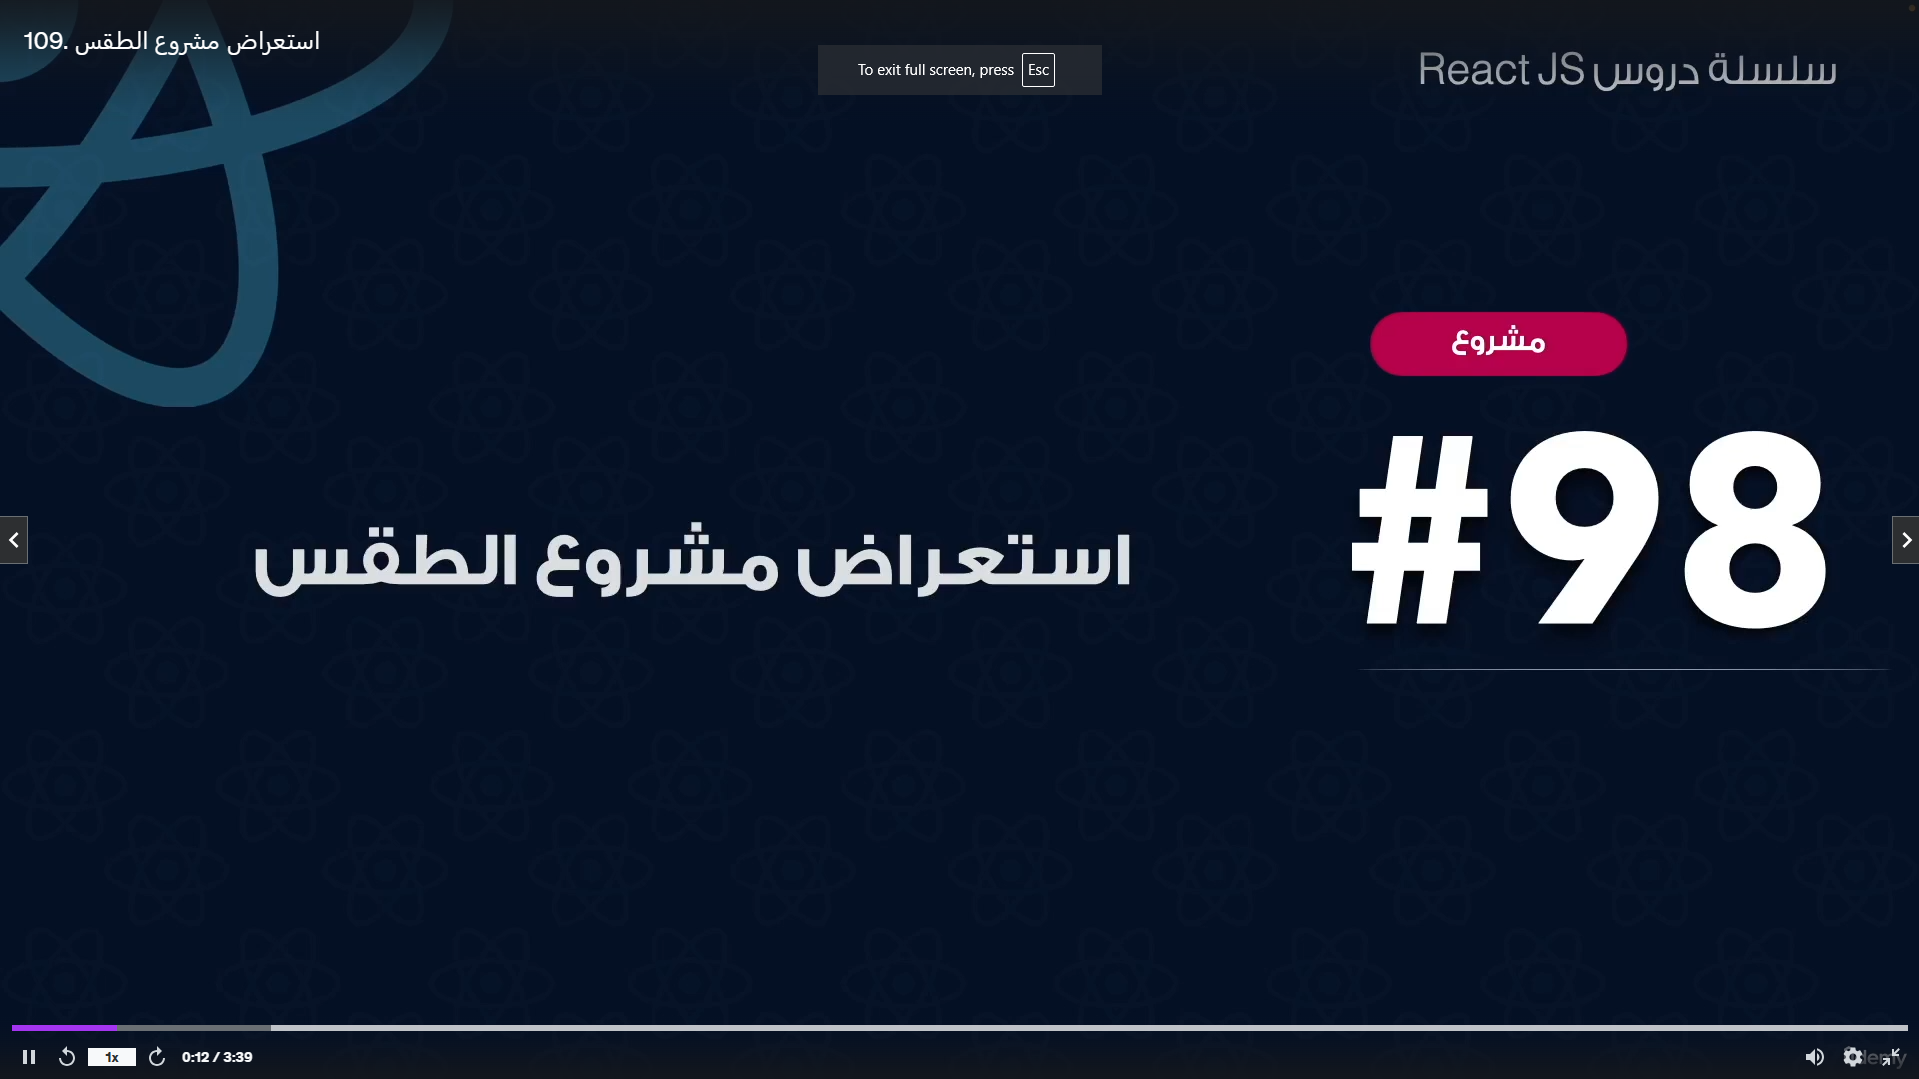 109. استعراض مشروع الطقس
To exit full screen, press Esc
سلسلة دروس React JS
مشروع
#98
استعراض مشروع الطقس
1x
0:12 / 3:39
Udemy